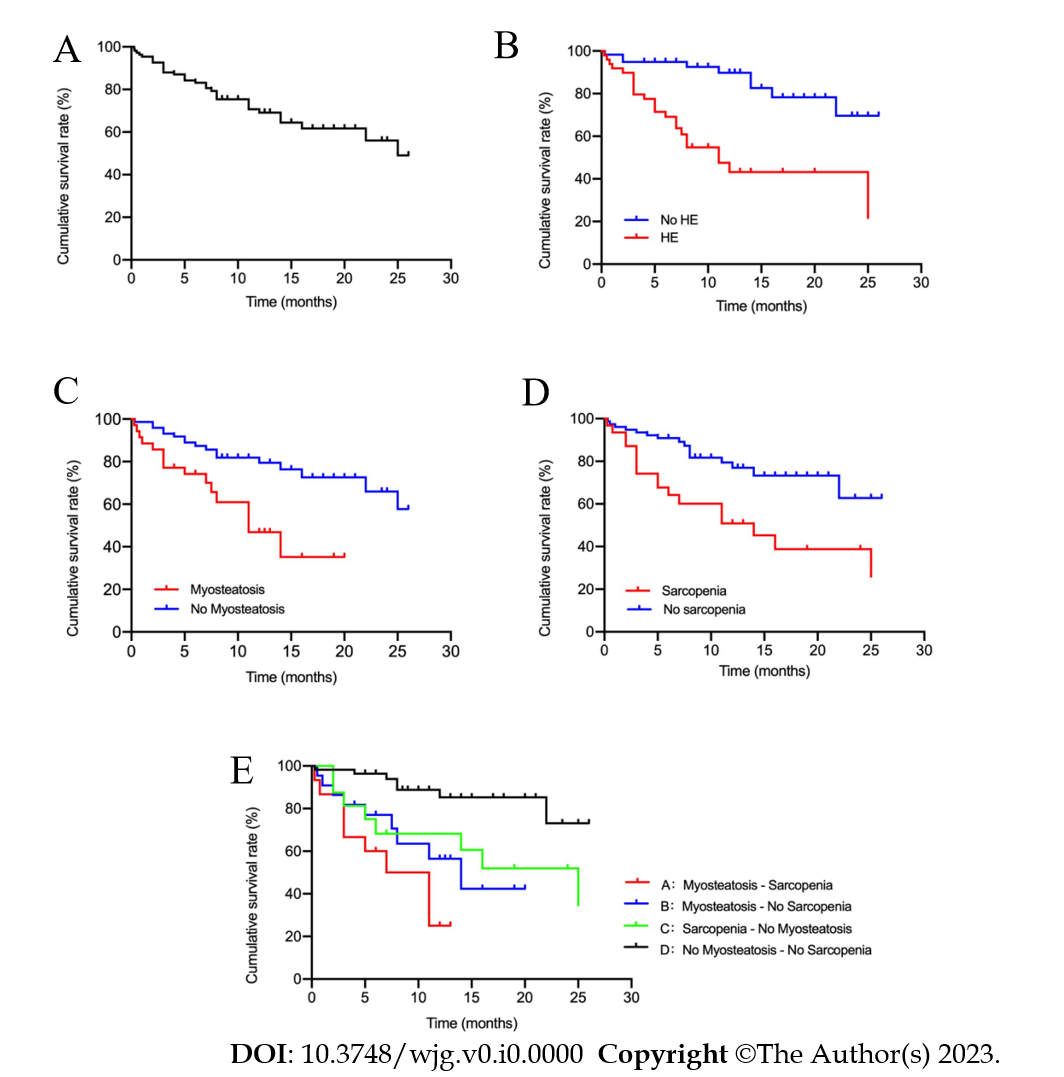 A
100
80
60
40
20
0
Cumulative survival rate (%)
0 5 10 15 20 25 30
Time (months)
B
100
80
60
40
20
0
Cumulative survival rate (%)
No HE
HE
0 5 10 15 20 25 30
Time (months)
C
100
80
60
40
20
0
Cumulative survival rate (%)
Myosteatosis
No Myosteatosis
0 5 10 15 20 25 30
Time (months)
D
100
80
60
40
20
0
Cumulative survival rate (%)
Sarcopenia
No sarcopenia
0 5 10 15 20 25 30
Time (months)
E
100
80
60
40
20
0
Cumulative survival rate (%)
0 5 10 15 20 25 30
Time (months)
A: Myosteatosis - Sarcopenia
B: Myosteatosis - No Sarcopenia
C: Sarcopenia - No Myosteatosis
D: No Myosteatosis - No Sarcopenia
DOI: 10.3748/wjg.v0.i0.0000 Copyright ©The Author(s) 2023.